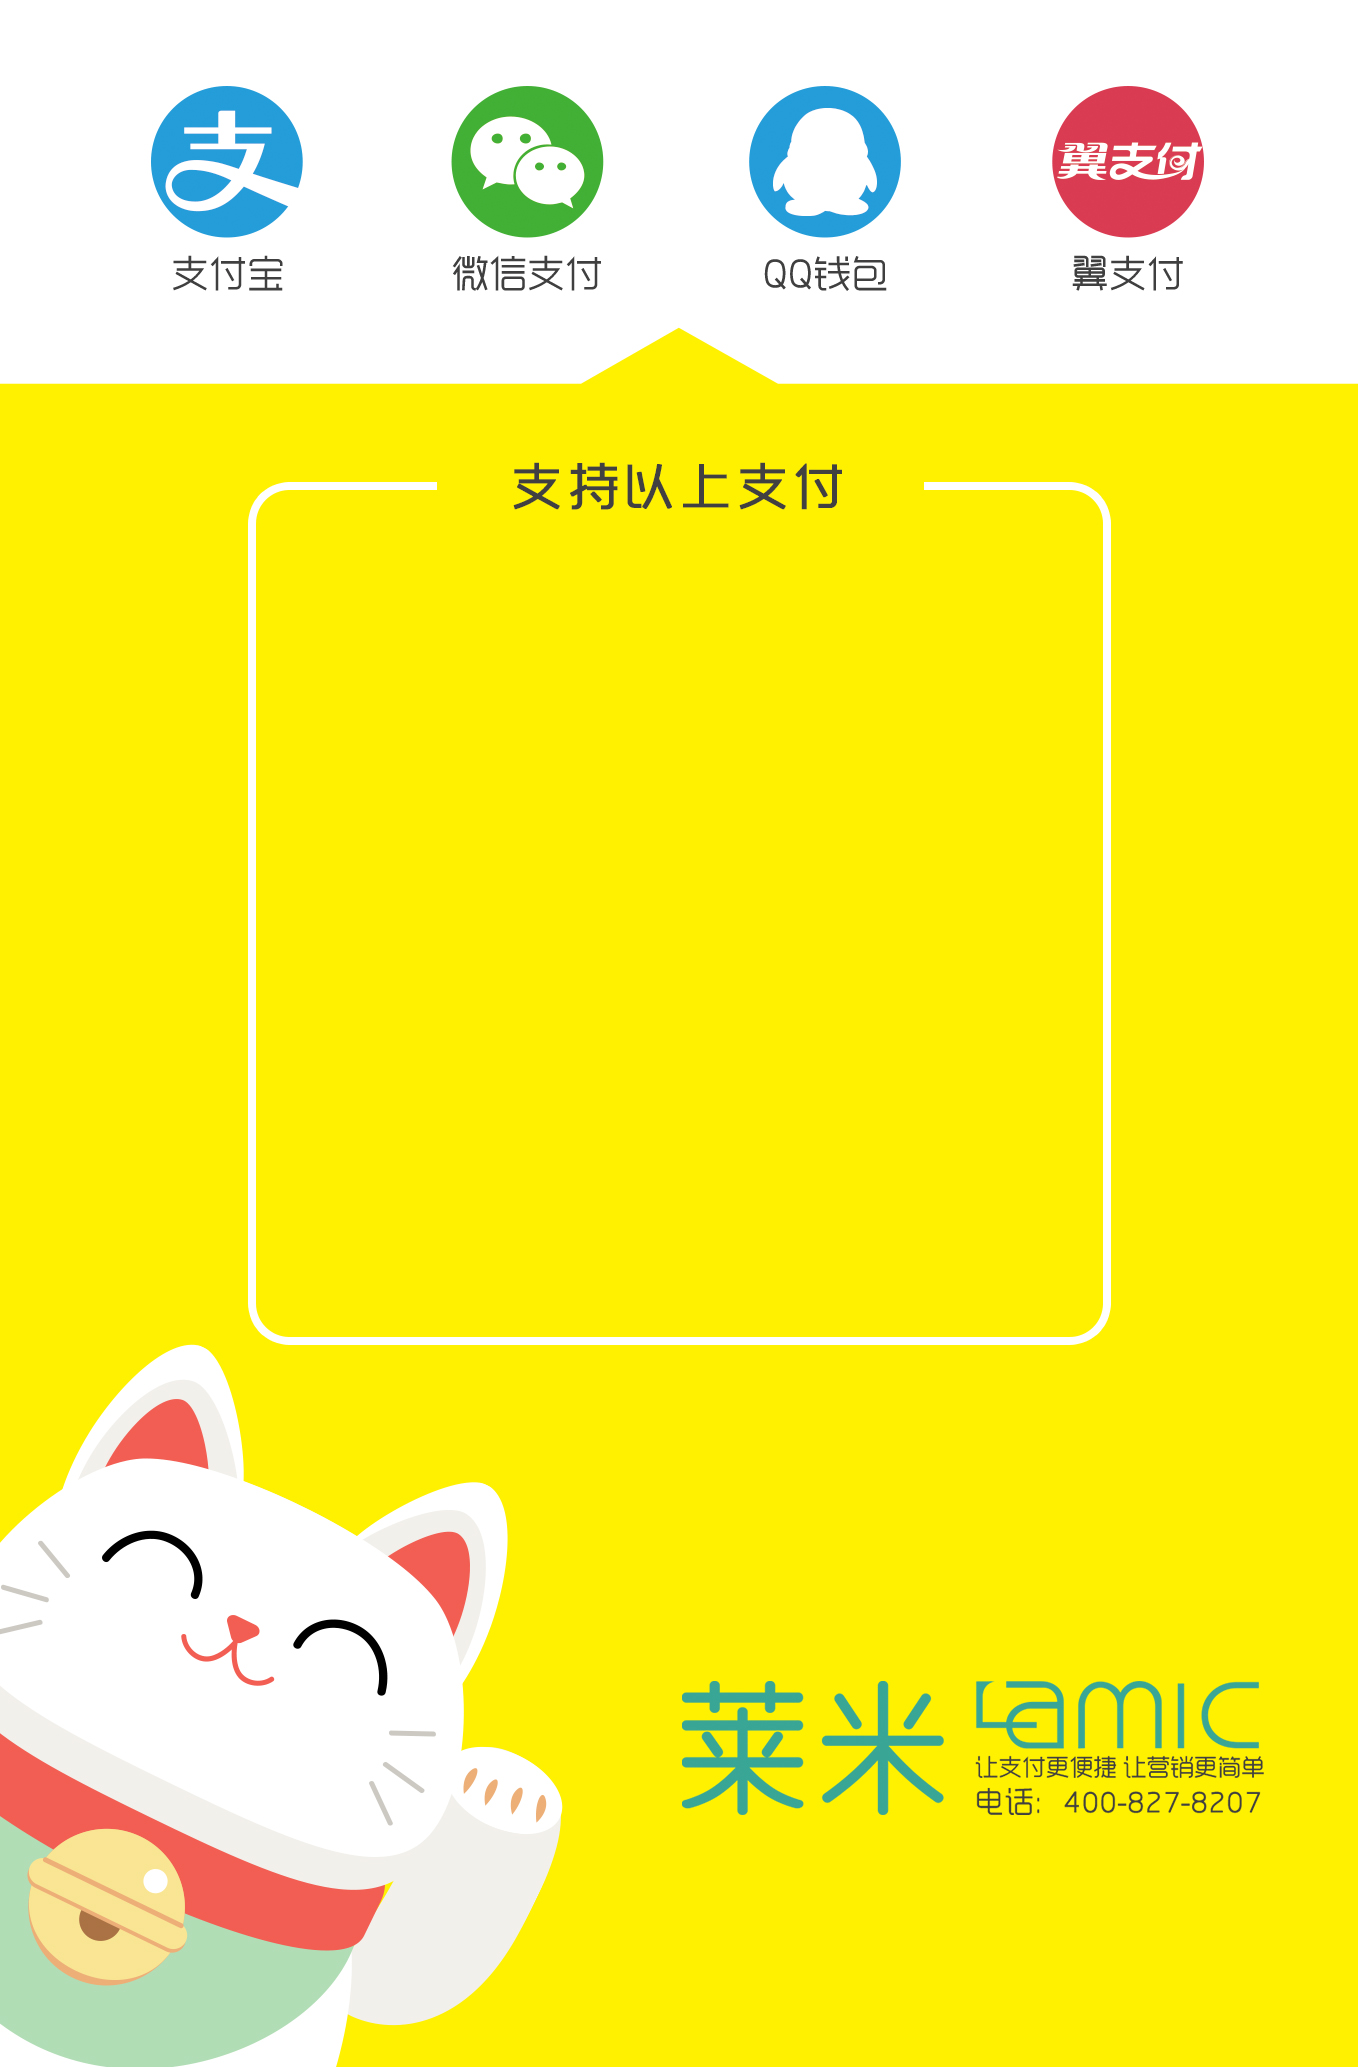 支 翼支付
支付宝 微信支付 QQ钱包 翼支付
支持以上支付
莱米 Lamic
让支付更便捷 让营销更简单
电话: 400-827-8207